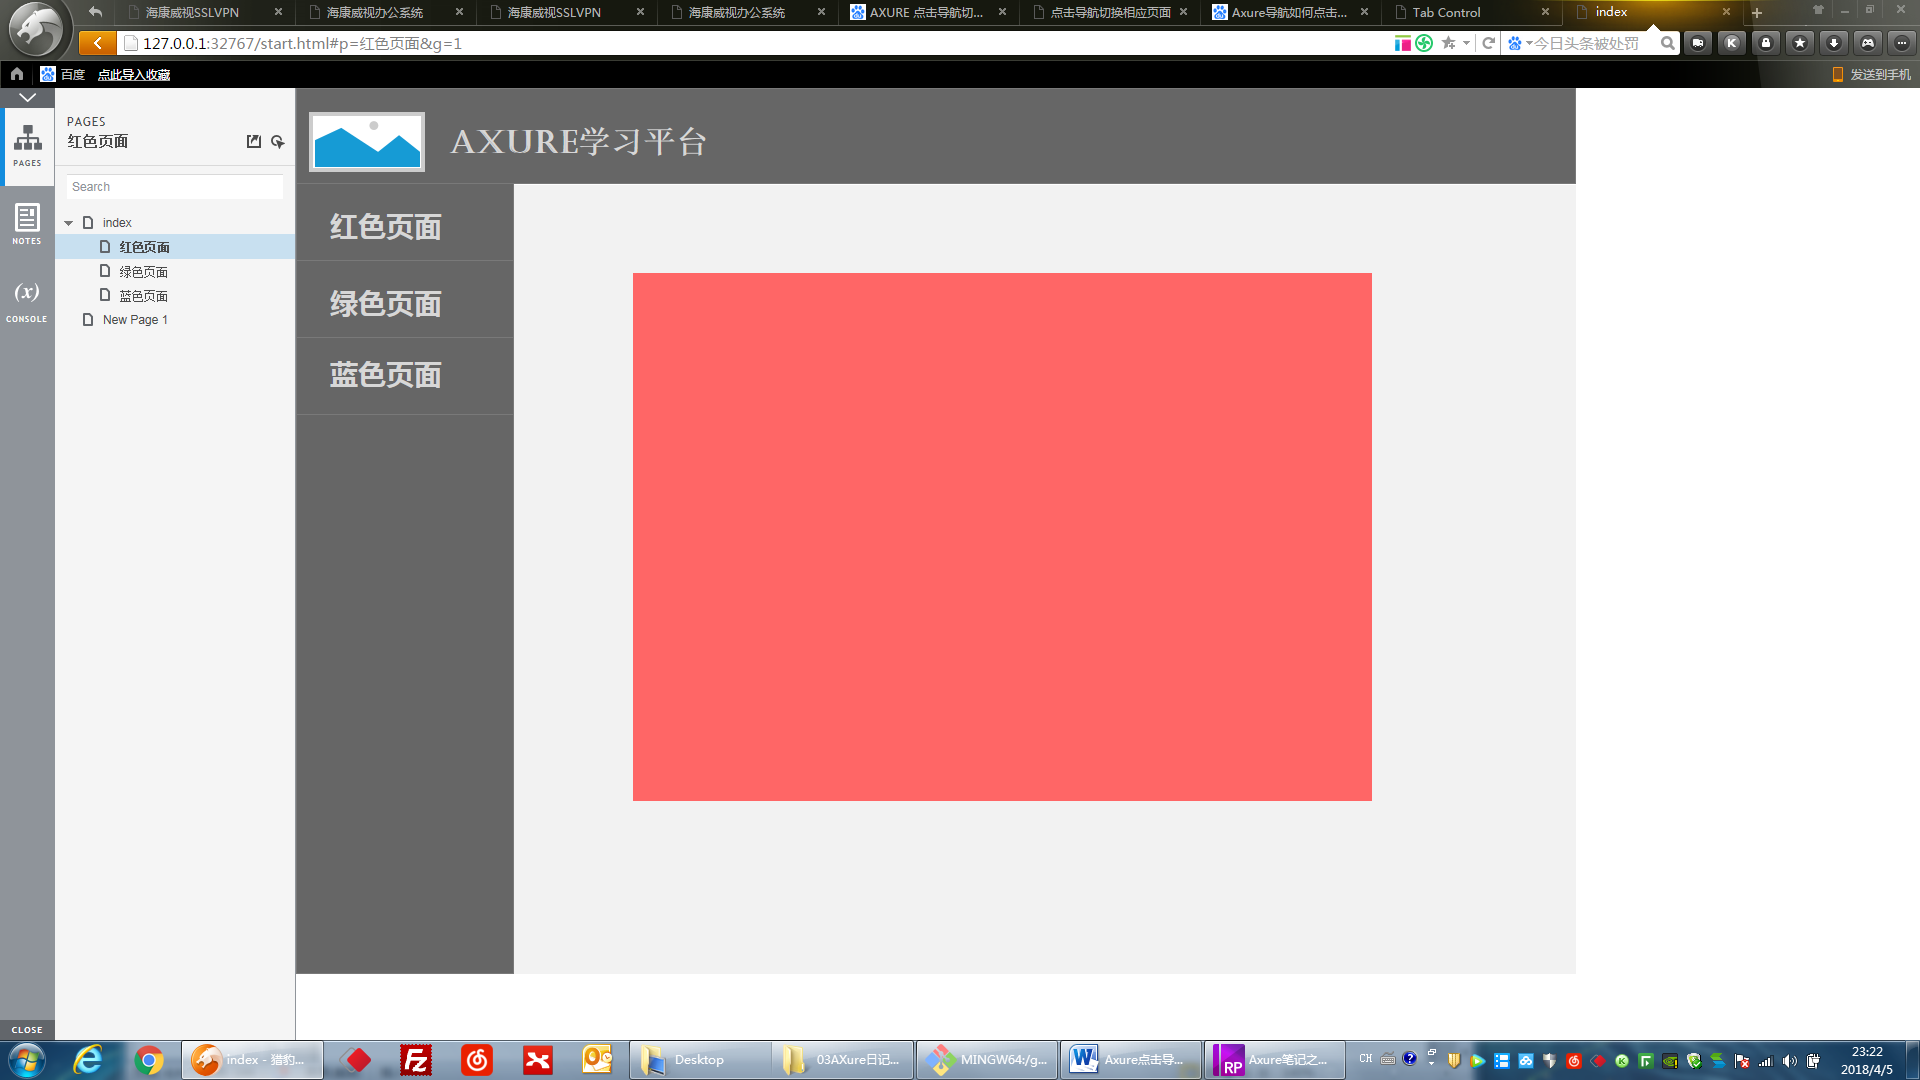 海康威视SSLVPN
海康威视办公系统
海康威视SSLVPN
海康威视办公系统
AXURE 点击导航切...
点击导航切换相应页面
Axure导航如何点击...
Tab Control
index
127.0.0.1:32767/start.html#p=红色页面&g=1
今日头条被处罚
百度
点此导入收藏
发送到手机
PAGES
NOTES
(x)
CONSOLE
CLOSE
PAGES
红色页面
Search
index
红色页面
绿色页面
蓝色页面
New Page 1
AXURE学习平台
红色页面
绿色页面
蓝色页面
index - 猎豹...
Desktop
03AXure日记...
MINGW64:/g...
Axure点击导...
Axure笔记之...
CH
23:22
2018/4/5